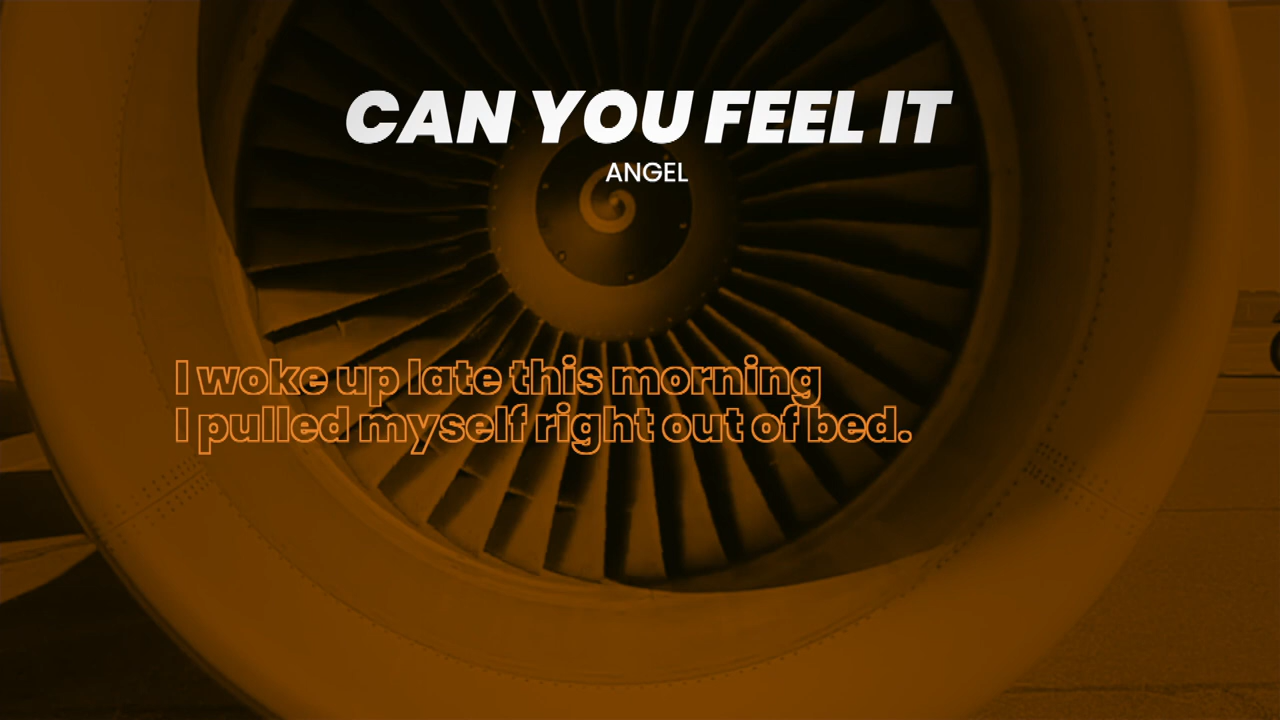 CAN YOU FEEL IT
ANGEL
I woke up late this morning
I pulled myself right out of bed.